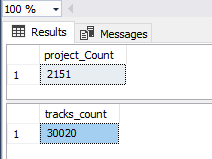 100 %
Results Messages
project_Count
1 2151
tracks_count
1 30020